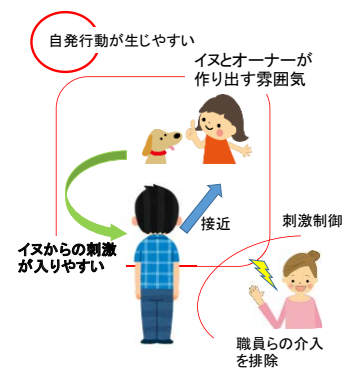 自発行動が生じやすい
イヌとオーナーが
作り出す雰囲気
接近
刺激制御
イヌからの刺激
が入りやすい
職員らの介入
を排除